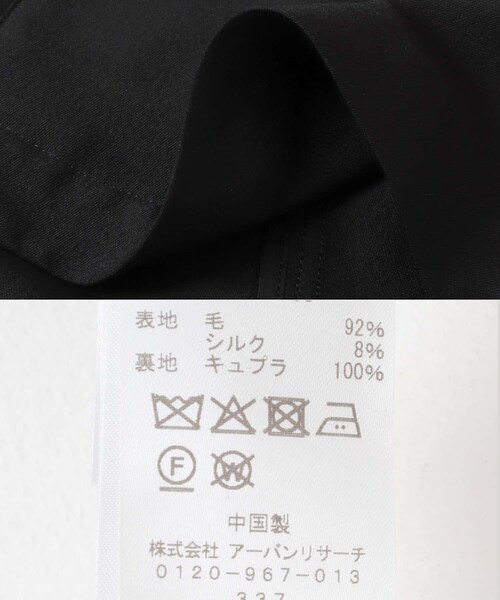 表地 毛 92%
シルク 8%
裏地 キュプラ 100%
F
W
中国製
株式会社 アーバンリサーチ
0120-967-013